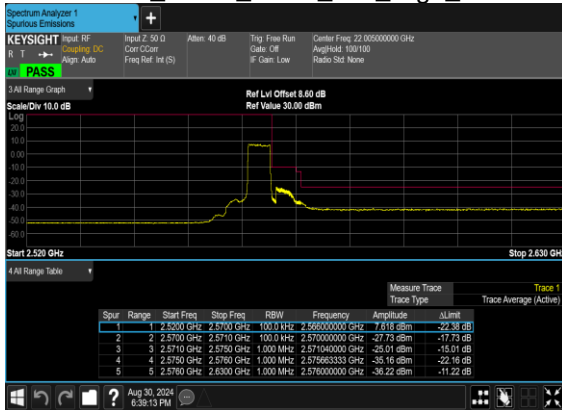 Spectrum Analyzer 1
Spurious Emissions
+
KEYSIGHT
R T
Input: RF
Coupling: DC
Align: Auto
Input Z: 50 Ω
Corr CCorr
Freq Ref: Int (S)
Atten: 40 dB
Trig: Free Run
Gate: Off
IF Gain: Low
Center Freq: 22.005000000 GHz
Avg|Hold: 100/100
Radio Std: None
PASS
3 All Range Graph
Scale/Div 10.0 dB
Ref Lvl Offset 8.60 dB
Ref Value 30.00 dBm
Log
20.0
10.0
0.00
-10.0
-20.0
-30.0
-40.0
-50.0
-60.0
Start 2.520 GHz
Stop 2.630 GH
4 All Range Table
Measure Trace Trace 1
Trace Type Trace Average (Active)
Spur Range Start Freq Stop Freq RBW Frequency Amplitude ΔLimit
1 1 2.5200 GHz 2.5700 GHz 100.0 kHz 2.566000000 GHz 7.618 dBm -22.38 dB
2 2 2.5700 GHz 2.5710 GHz 100.0 kHz 2.570000000 GHz -27.73 dBm -17.73 dB
3 3 2.5710 GHz 2.5750 GHz 1.000 MHz 2.571040000 GHz -25.01 dBm -15.01 dB
4 4 2.5750 GHz 2.5760 GHz 1.000 MHz 2.575663333 GHz -35.16 dBm -22.16 dB
5 5 2.5760 GHz 2.6300 GHz 1.000 MHz 2.576000000 GHz -36.22 dBm -11.22 dB
?
Aug 30, 2024
6:39:13 PM